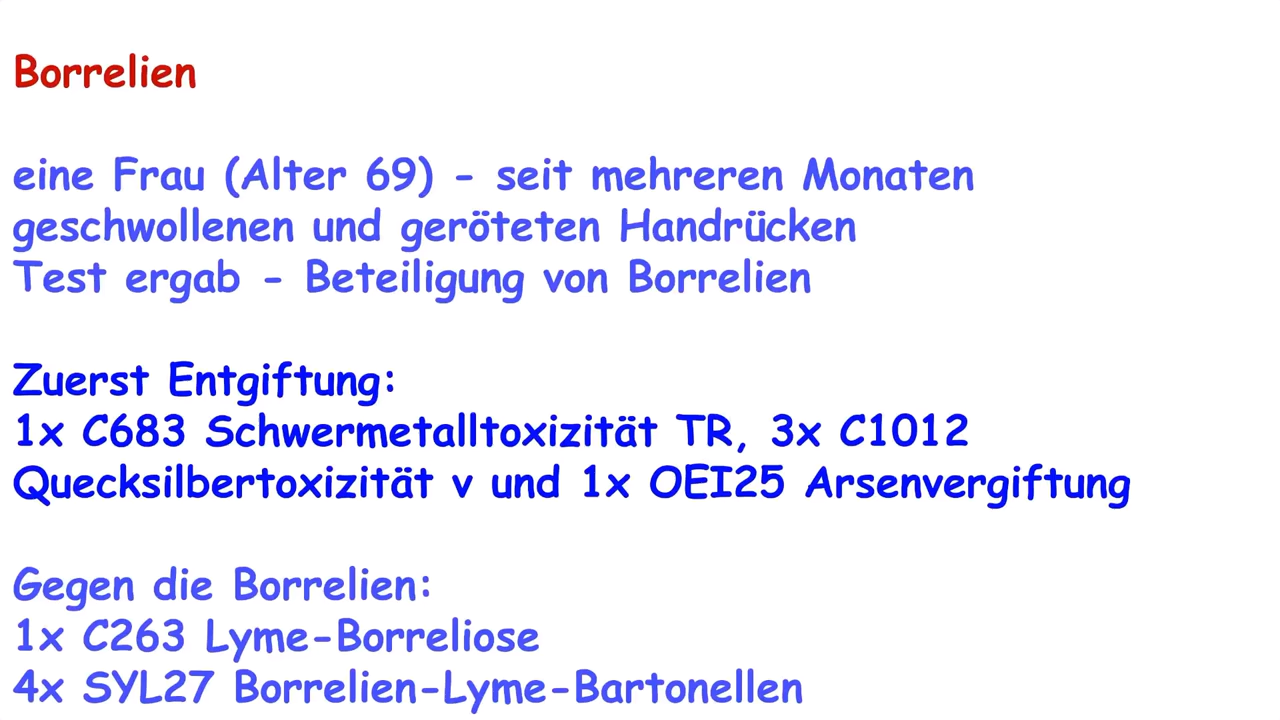 Borrelien
eine Frau (Alter 69) - seit mehreren Monaten
geschwollenen und geröteten Handrücken
Test ergab - Beteiligung von Borrelien
Zuerst Entgiftung:
1x C683 Schwermetalltoxizität TR, 3x C1012
Quecksilbertoxizität v und 1x OEI25 Arsenvergiftung
Gegen die Borrelien:
1x C263 Lyme-Borreliose
4x SYL27 Borrelien-Lyme-Bartonellen